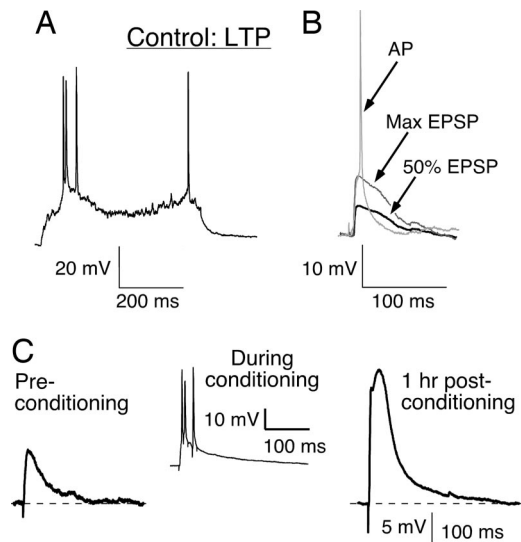 A
Control: LTP
20 mV
200 ms
B
AP
Max EPSP
50% EPSP
10 mV
100 ms
C
Pre-
conditioning
During
conditioning
10 mV
100 ms
1 hr post-
conditioning
5 mV
100 ms